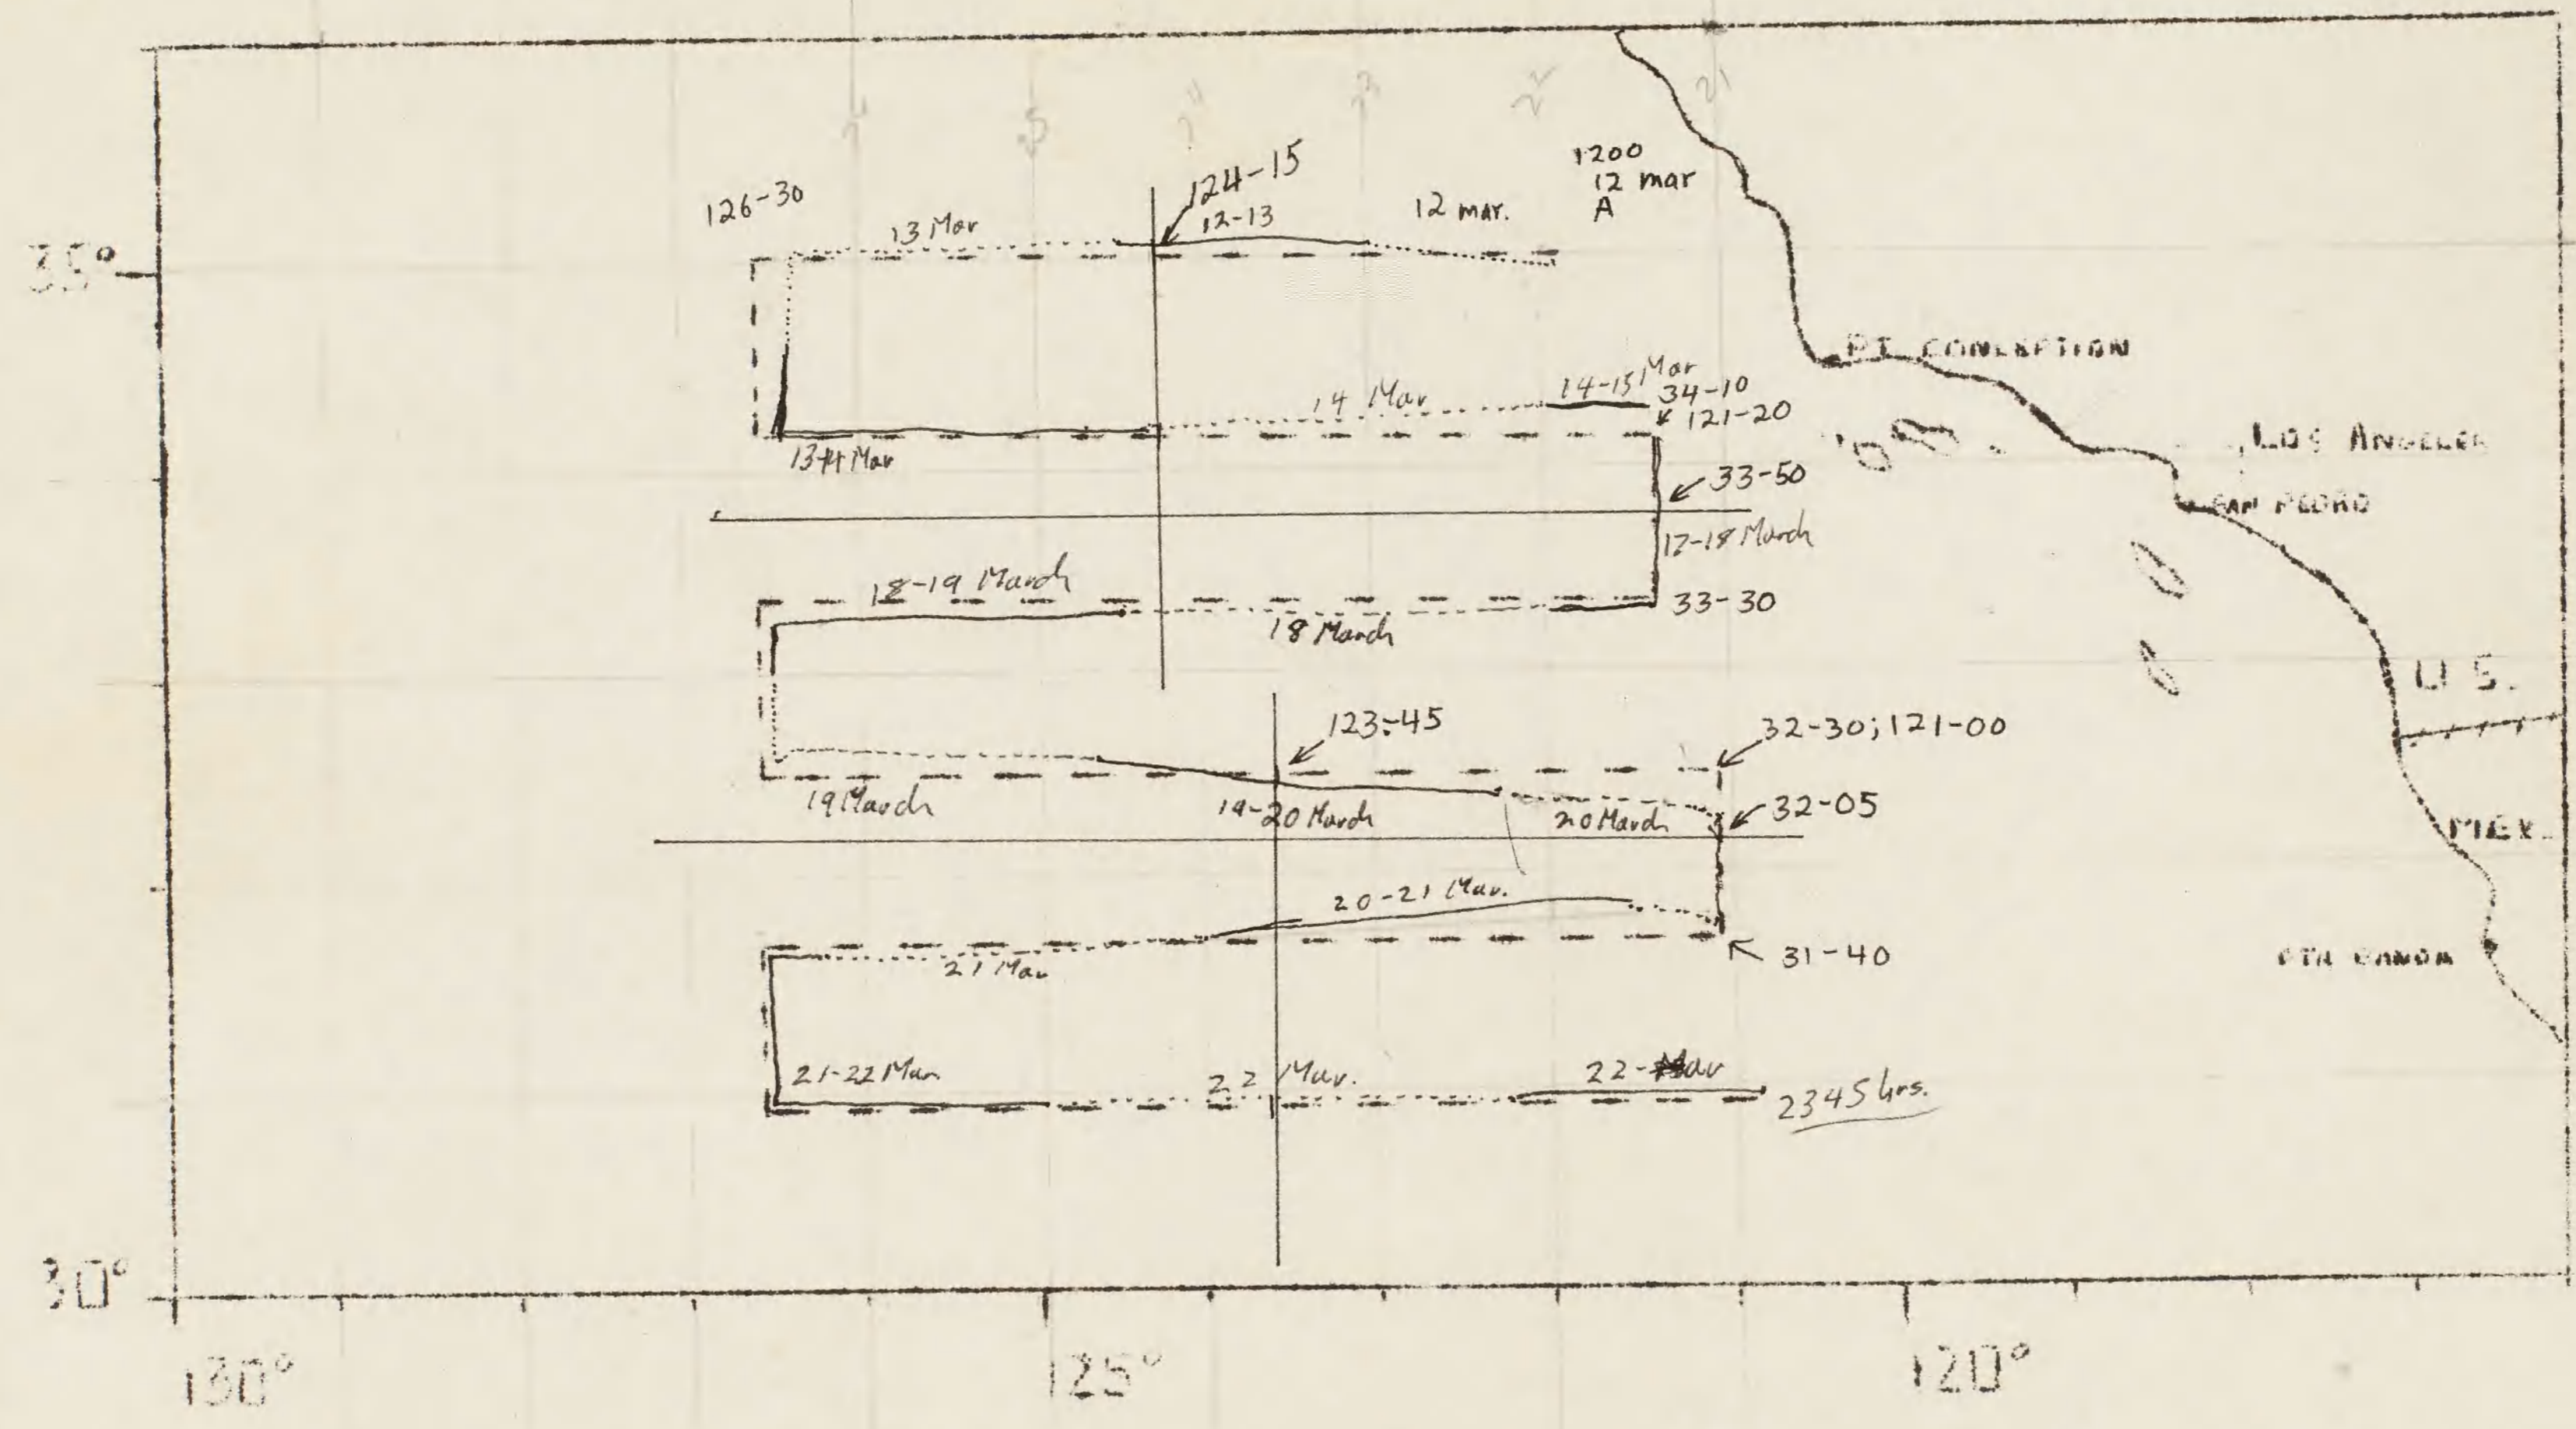 21
1200
12 mar
A
124-15
12-13
12 mar.
126-30
13 Mar
35°
PT. CONCEPTION
14 Mar
14-15 Mar
34-10
121-20
13-14 Mar
LOS ANGELES
33-50
SAN PEDRO
17-18 March
18-19 March
33-30
18 March
U.S.
123-45
32-30; 121-00
19 March
19-20 March
20 March
32-05
MEX.
20-21 Mar.
21 Mar
31-40
21-22 Mar
22 Mar.
22-Mar
2345 hrs.
30°
130°
125°
120°